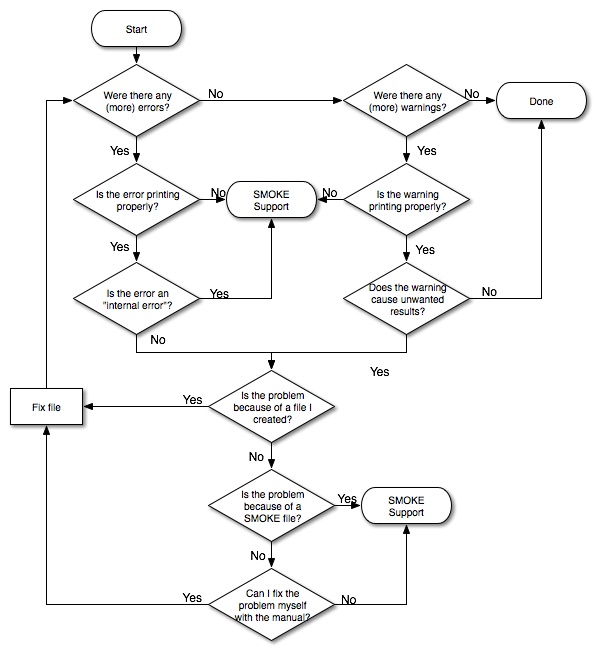 Start
Were there any
(more) errors?
No
Were there any
(more) warnings?
No
Done
Yes
Yes
Is the error printing
properly?
No
SMOKE
Support
No
Is the warning
printing properly?
Yes
Yes
Is the error an
"internal error"?
Yes
Does the warning
cause unwanted
results?
No
No
Yes
Is the problem
because of a file I
created?
Yes
Fix file
No
Is the problem
because of a
SMOKE file?
Yes
SMOKE
Support
No
Can I fix the
problem myself
with the manual?
Yes
No